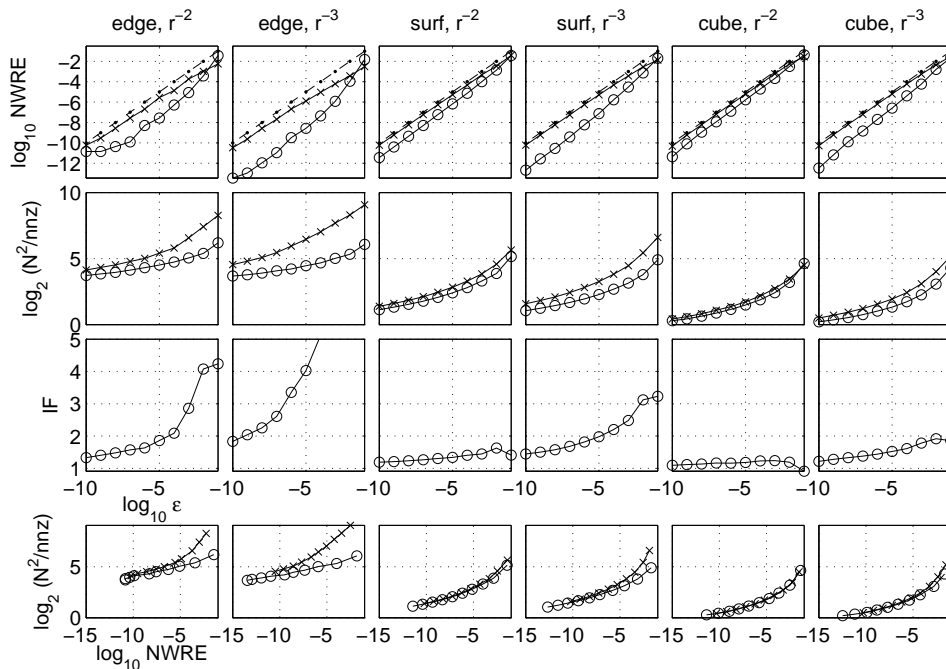 edge, r⁻² edge, r⁻³ surf, r⁻² surf, r⁻³ cube, r⁻² cube, r⁻³
log₁₀ NWRE
−2
−4
−6
−8
−10
−12
log₂ (N²/nnz)
10
5
0
IF
5
4
3
2
1
−10 −5 −10 −5 −10 −5 −10 −5 −10 −5 −10 −5 −1
log₁₀ ε
log₂ (N²/nnz)
5
0
−15 −10 −5 −15 −10 −5 −15 −10 −5 −15 −10 −5 −15 −10 −5 −15 −10 −5
log₁₀ NWRE